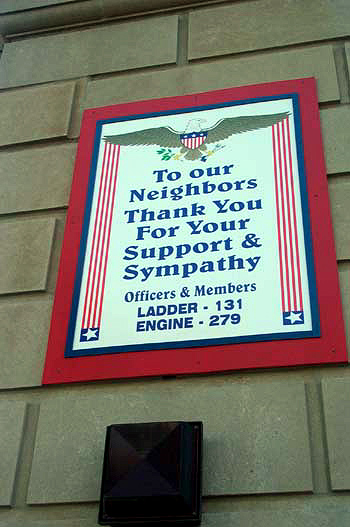 To our
Neighbors
Thank You
For Your
Support &
Sympathy
Officers & Members
LADDER - 131
ENGINE - 279